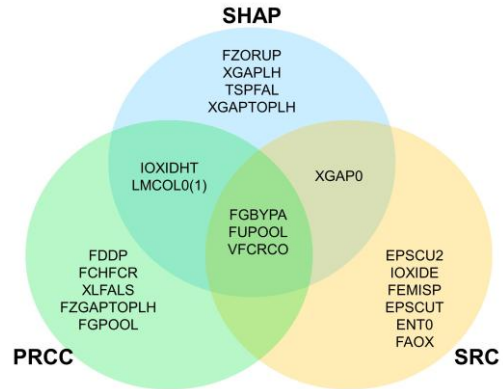 SHAP
FZORUP
XGAPLH
TSPFAL
XGAPTOPLH
IOXIDHT
LMCOL0(1)
XGAP0
FGBYPA
FUPOOL
VFCRCO
FDDP
FCHFCR
XLFALS
FZGAPTOPLH
FGPOOL
EPSCU2
IOXIDE
FEMISP
EPSCUT
ENT0
FAOX
PRCC
SRC